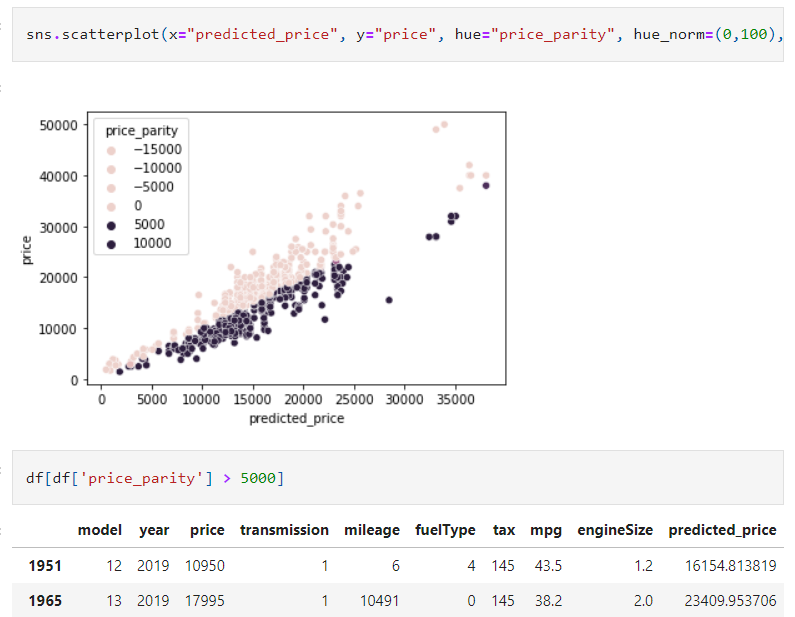 sns.scatterplot(x="predicted_price", y="price", hue="price_parity", hue_norm=(0,100),
50000
40000
30000
20000
10000
0
price
price_parity
−15000
−10000
−5000
0
5000
10000
0 5000 10000 15000 20000 25000 30000 35000
predicted_price
df[df['price_parity'] > 5000]
model year price transmission mileage fuelType tax mpg engineSize predicted_price
1951 12 2019 10950 1 6 4 145 43.5 1.2 16154.813819
1965 13 2019 17995 1 10491 0 145 38.2 2.0 23409.953706